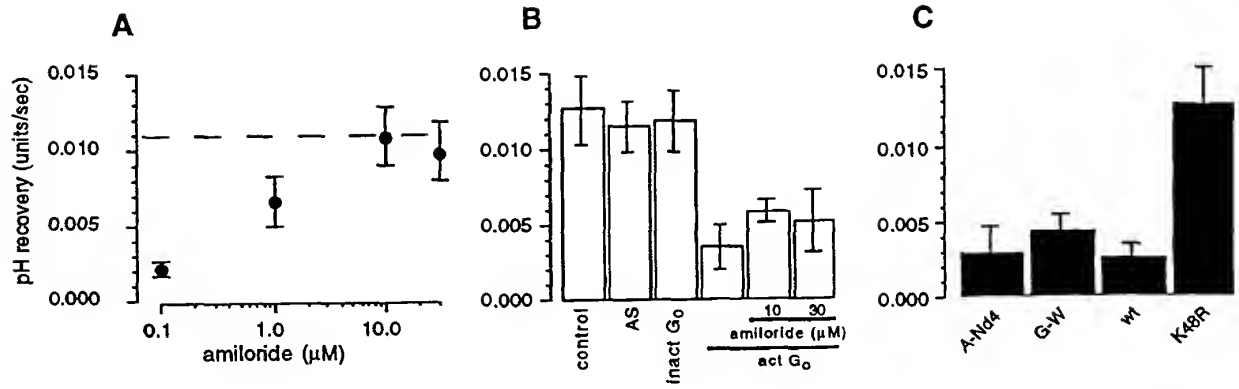 A
pH recovery (units/sec)
0.015
0.010
0.005
0.000
0.1
1.0
10.0
amiloride (µM)
B
0.015
0.010
0.005
0.000
control
AS
inact Go
10
30
amiloride (µM)
act Go
C
0.015
0.010
0.005
0.000
A-Nd4
G-W
wt
K48R